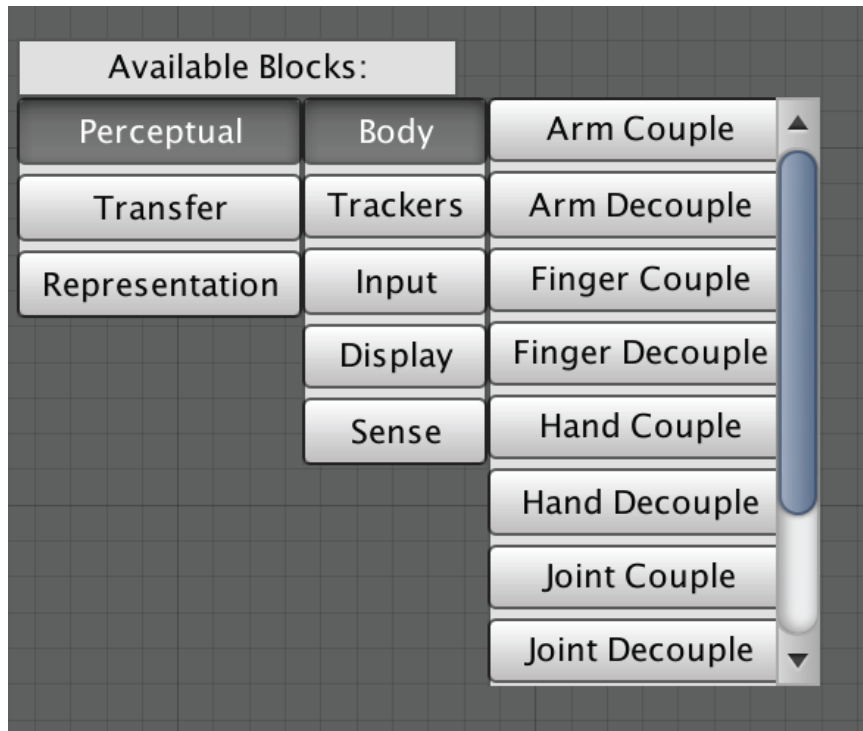 Available Blocks:
Perceptual
Transfer
Representation
Body
Trackers
Input
Display
Sense
Arm Couple
Arm Decouple
Finger Couple
Finger Decouple
Hand Couple
Hand Decouple
Joint Couple
Joint Decouple